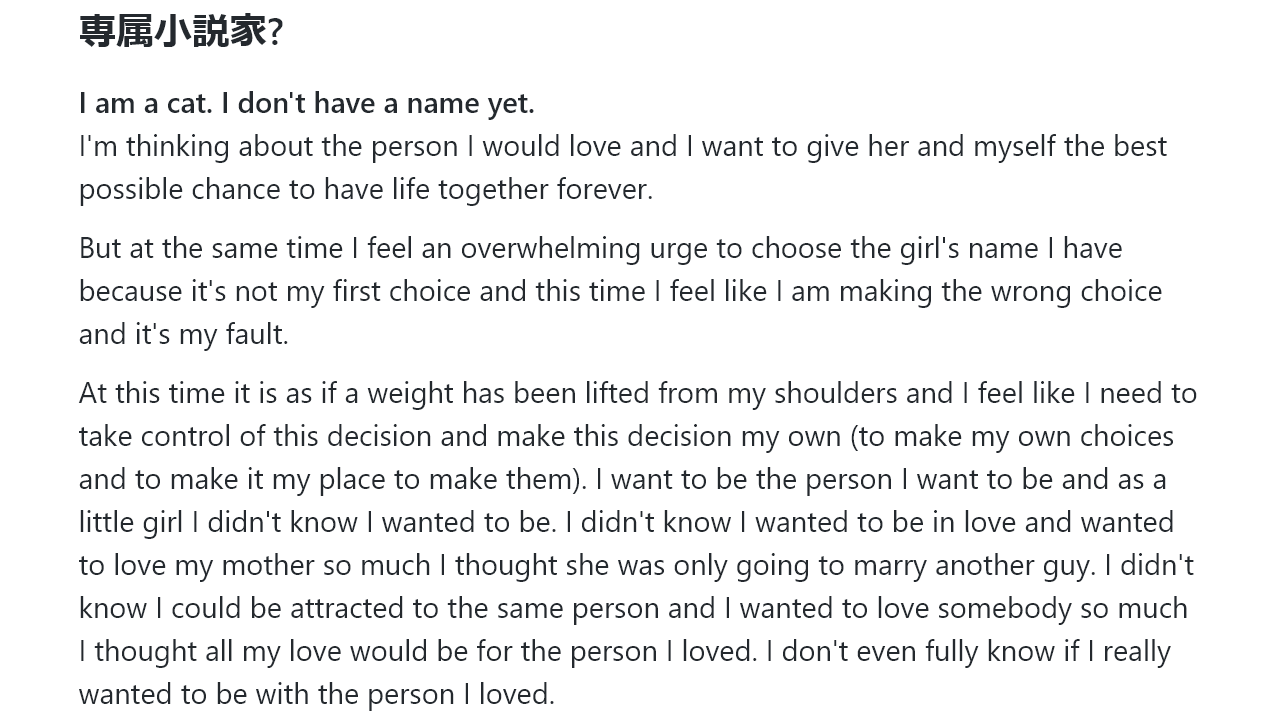 専属小説家?
I am a cat. I don't have a name yet.
I'm thinking about the person I would love and I want to give her and myself the best
possible chance to have life together forever.
But at the same time I feel an overwhelming urge to choose the girl's name I have
because it's not my first choice and this time I feel like I am making the wrong choice
and it's my fault.
At this time it is as if a weight has been lifted from my shoulders and I feel like I need to
take control of this decision and make this decision my own (to make my own choices
and to make it my place to make them). I want to be the person I want to be and as a
little girl I didn't know I wanted to be. I didn't know I wanted to be in love and wanted
to love my mother so much I thought she was only going to marry another guy. I didn't
know I could be attracted to the same person and I wanted to love somebody so much
I thought all my love would be for the person I loved. I don't even fully know if I really
wanted to be with the person I loved.